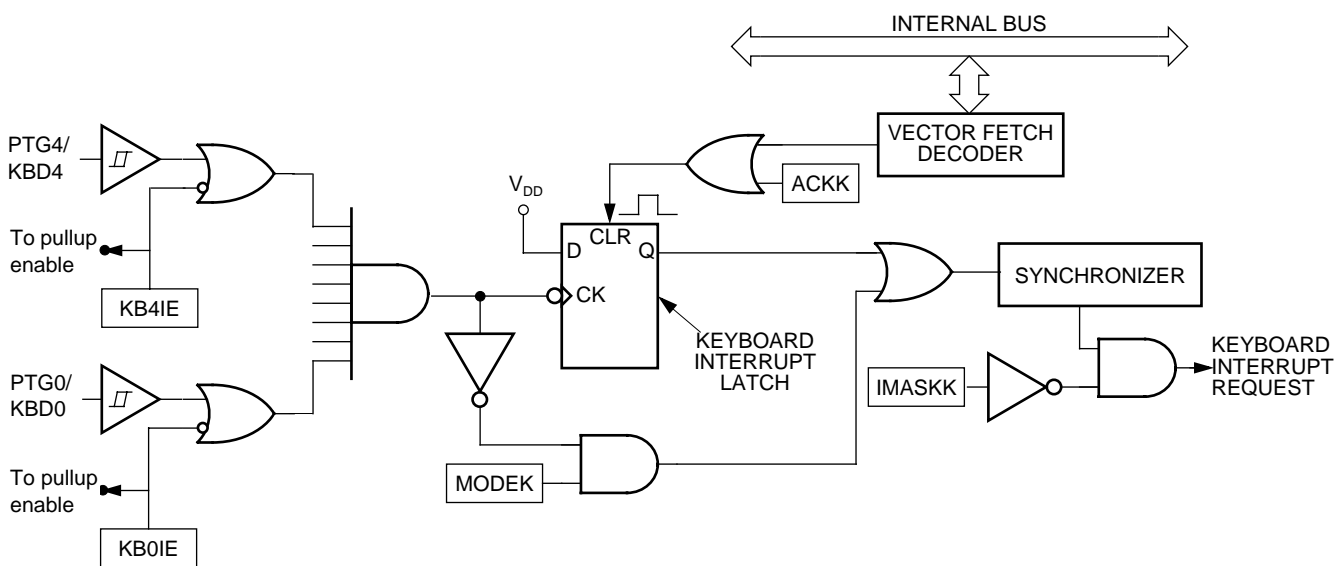 INTERNAL BUS
VECTOR FETCH
DECODER
ACKK
PTG4/
KBD4
To pullup
enable
KB4IE
VDD
D
CLR
Q
CK
KEYBOARD
INTERRUPT
LATCH
SYNCHRONIZER
IMASKK
KEYBOARD
INTERRUPT
REQUEST
PTG0/
KBD0
To pullup
enable
KB0IE
MODEK